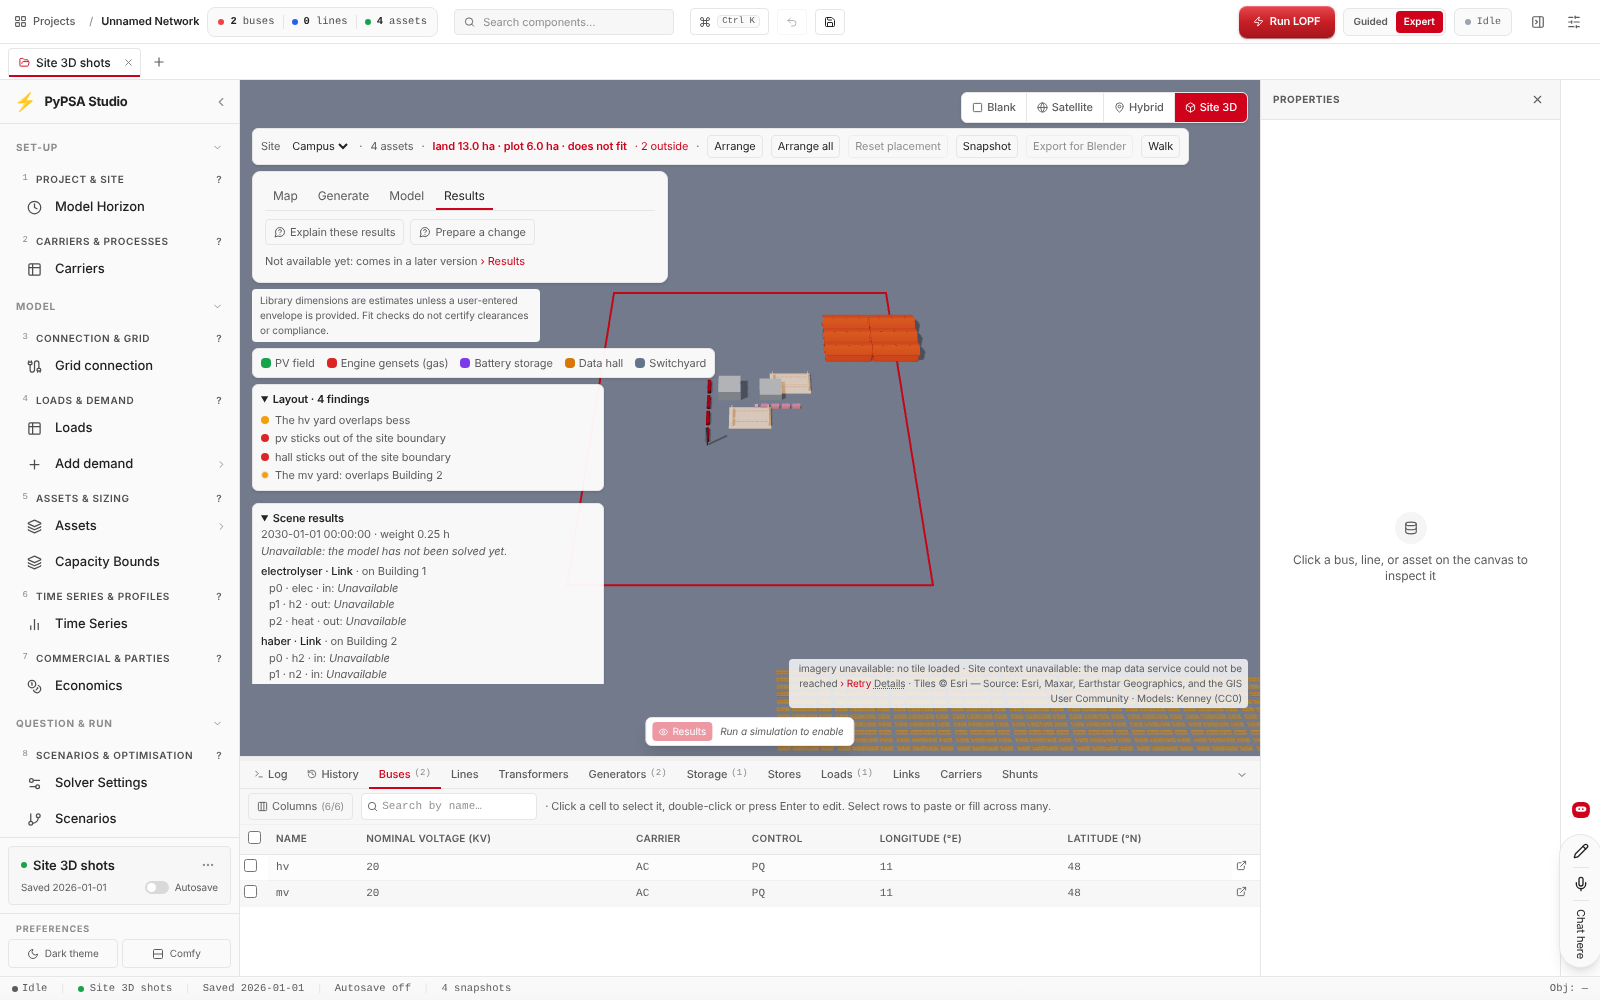 Projects / Unnamed Network
2 buses 0 lines 4 assets
Search components...
⌘ Ctrl K
Run LOPF
Guided Expert
Idle
Site 3D shots × +
⚡ PyPSA Studio
SET-UP
1 PROJECT & SITE ?
Model Horizon
2 CARRIERS & PROCESSES ?
Carriers
MODEL
3 CONNECTION & GRID ?
Grid connection
4 LOADS & DEMAND ?
Loads
Add demand
5 ASSETS & SIZING ?
Assets
Capacity Bounds
6 TIME SERIES & PROFILES ?
Time Series
7 COMMERCIAL & PARTIES ?
Economics
QUESTION & RUN
8 SCENARIOS & OPTIMISATION ?
Solver Settings
Scenarios
Site 3D shots ...
Saved 2026-01-01 Autosave
PREFERENCES
Dark theme Comfy
Blank Satellite Hybrid Site 3D
Site Campus · 4 assets · land 13.0 ha · plot 6.0 ha · does not fit · 2 outside · Arrange Arrange all Reset placement Snapshot Export for Blender Walk
Map Generate Model Results
Explain these results Prepare a change
Not available yet: comes in a later version › Results
Library dimensions are estimates unless a user-entered
envelope is provided. Fit checks do not certify clearances
or compliance.
PV field Engine gensets (gas) Battery storage Data hall Switchyard
▼ Layout · 4 findings
The hv yard overlaps bess
pv sticks out of the site boundary
hall sticks out of the site boundary
The mv yard: overlaps Building 2
▼ Scene results
2030-01-01 00:00:00 · weight 0.25 h
Unavailable: the model has not been solved yet.
electrolyser · Link · on Building 1
p0 · elec · in: Unavailable
p1 · h2 · out: Unavailable
p2 · heat · out: Unavailable
haber · Link · on Building 2
p0 · h2 · in: Unavailable
p1 · n2 · in: Unavailable
imagery unavailable: no tile loaded · Site context unavailable: the map data service could not be
reached › Retry Details · Tiles © Esri — Source: Esri, Maxar, Earthstar Geographics, and the GIS
User Community · Models: Kenney (CC0)
Results Run a simulation to enable
PROPERTIES ×
Click a bus, line, or asset on the canvas to
inspect it
Log History Buses (2) Lines Transformers Generators (2) Storage (1) Stores Loads (1) Links Carriers Shunts
Columns (6/6) Search by name… · Click a cell to select it, double-click or press Enter to edit. Select rows to paste or fill across many.
NAME NOMINAL VOLTAGE (KV) CARRIER CONTROL LONGITUDE (°E) LATITUDE (°N)
hv 20 AC PQ 11 48
mv 20 AC PQ 11 48
Chat here
Idle Site 3D shots Saved 2026-01-01 Autosave off 4 snapshots Obj: —